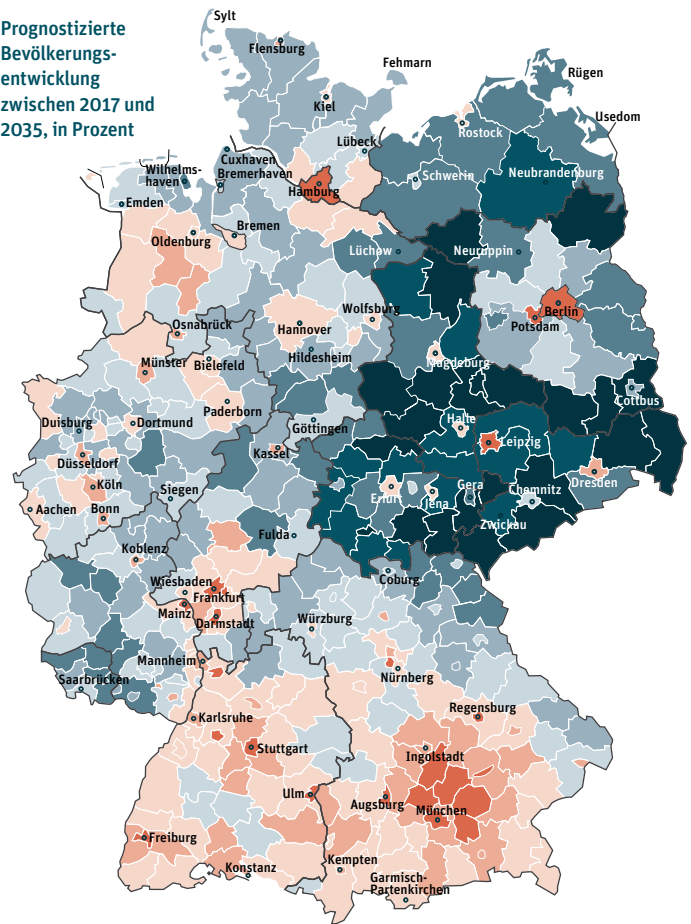 Prognostizierte
Bevölkerungs-
entwicklung
zwischen 2017 und
2035, in Prozent
Sylt
Flensburg
Fehmarn
Kiel
Rügen
Usedom
Rostock
Lübeck
Cuxhaven
Bremerhaven
Wilhelms-
haven
Hamburg
Schwerin
Neubrandenburg
Emden
Bremen
Oldenburg
Lüchow
Neuruppin
Wolfsburg
Berlin
Potsdam
Osnabrück
Hannover
Hildesheim
Magdeburg
Münster
Bielefeld
Paderborn
Cottbus
Duisburg
Dortmund
Göttingen
Halle
Leipzig
Düsseldorf
Kassel
Dresden
Köln
Siegen
Erfurt
Jena
Gera
Chemnitz
Zwickau
Aachen
Bonn
Fulda
Koblenz
Coburg
Wiesbaden
Frankfurt
Mainz
Darmstadt
Würzburg
Mannheim
Nürnberg
Saarbrücken
Regensburg
Karlsruhe
Stuttgart
Ingolstadt
Ulm
Augsburg
München
Freiburg
Konstanz
Kempten
Garmisch-
Partenkirchen